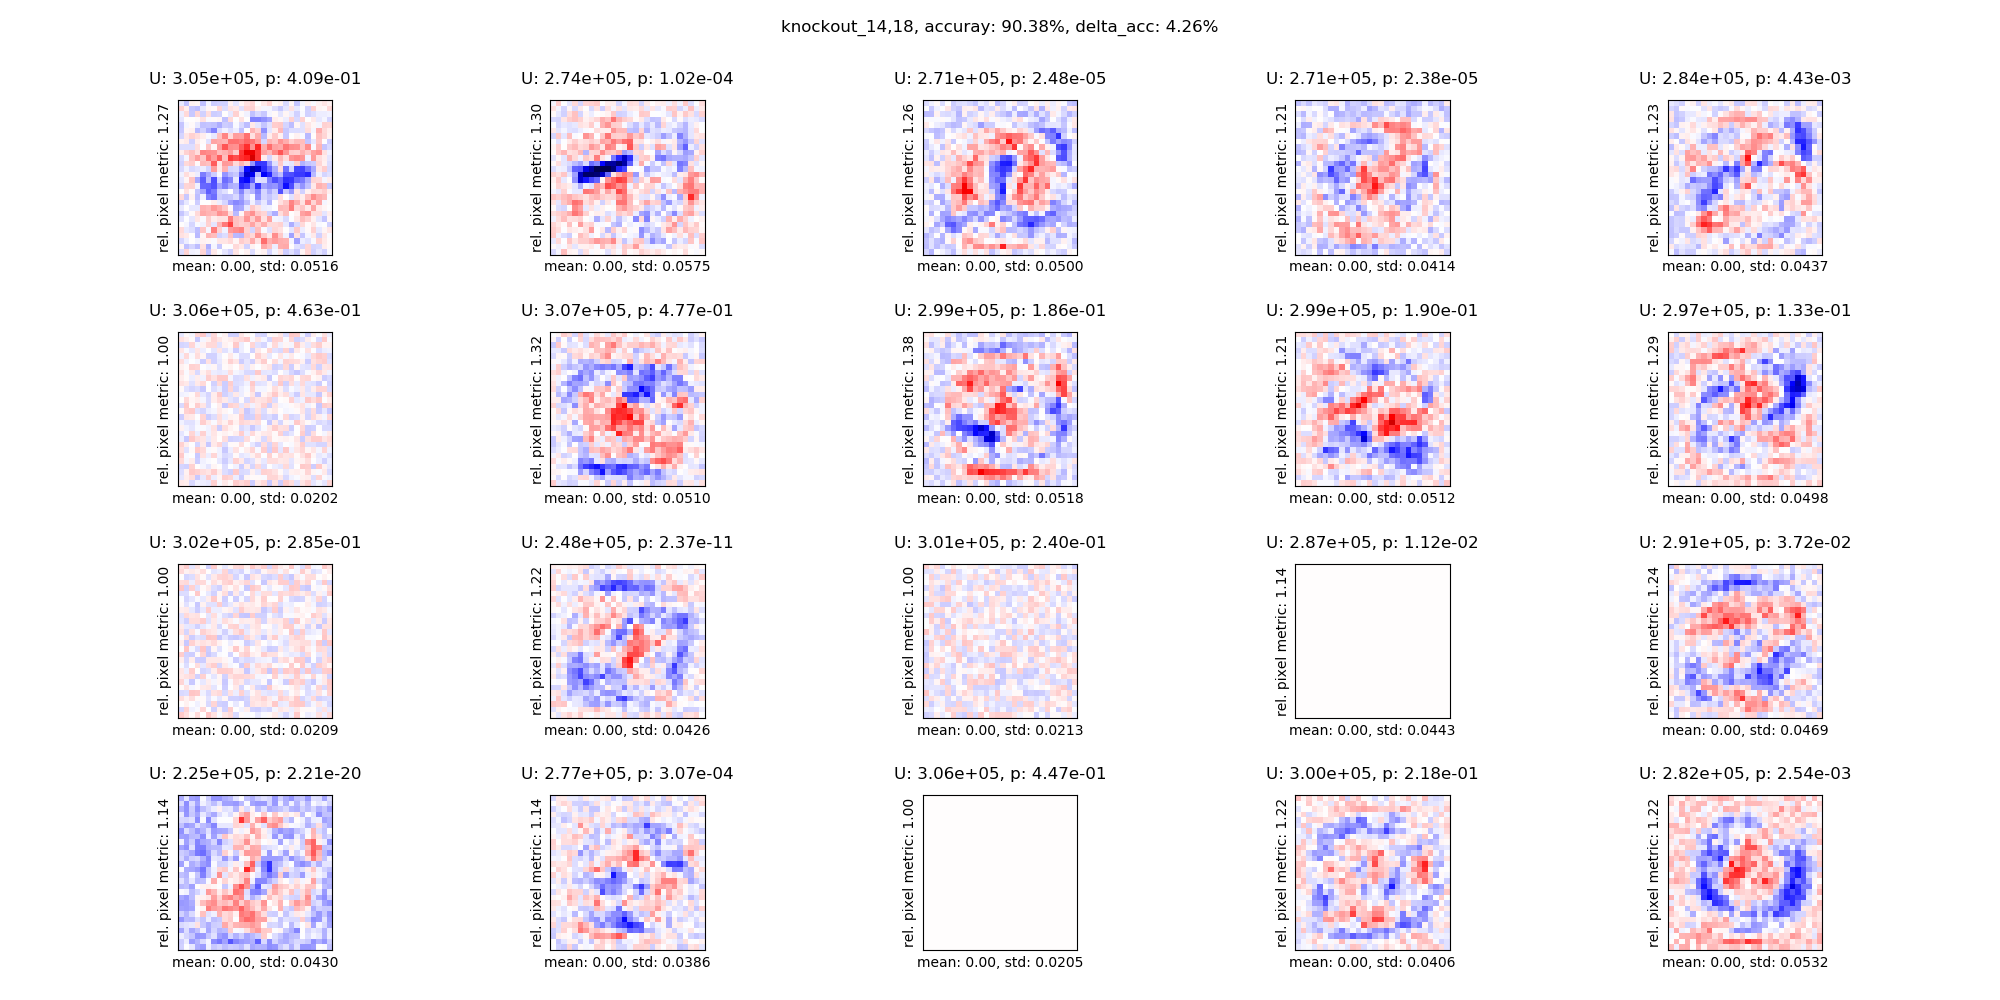 knockout_14,18, accuray: 90.38%, delta_acc: 4.26%
U: 3.05e+05, p: 4.09e-01
rel. pixel metric: 1.27
mean: 0.00, std: 0.0516
U: 2.74e+05, p: 1.02e-04
rel. pixel metric: 1.30
mean: 0.00, std: 0.0575
U: 2.71e+05, p: 2.48e-05
rel. pixel metric: 1.26
mean: 0.00, std: 0.0500
U: 2.71e+05, p: 2.38e-05
rel. pixel metric: 1.21
mean: 0.00, std: 0.0414
U: 2.84e+05, p: 4.43e-03
rel. pixel metric: 1.23
mean: 0.00, std: 0.0437
U: 3.06e+05, p: 4.63e-01
rel. pixel metric: 1.00
mean: 0.00, std: 0.0202
U: 3.07e+05, p: 4.77e-01
rel. pixel metric: 1.32
mean: 0.00, std: 0.0510
U: 2.99e+05, p: 1.86e-01
rel. pixel metric: 1.38
mean: 0.00, std: 0.0518
U: 2.99e+05, p: 1.90e-01
rel. pixel metric: 1.21
mean: 0.00, std: 0.0512
U: 2.97e+05, p: 1.33e-01
rel. pixel metric: 1.29
mean: 0.00, std: 0.0498
U: 3.02e+05, p: 2.85e-01
rel. pixel metric: 1.00
mean: 0.00, std: 0.0209
U: 2.48e+05, p: 2.37e-11
rel. pixel metric: 1.22
mean: 0.00, std: 0.0426
U: 3.01e+05, p: 2.40e-01
rel. pixel metric: 1.00
mean: 0.00, std: 0.0213
U: 2.87e+05, p: 1.12e-02
rel. pixel metric: 1.14
mean: 0.00, std: 0.0443
U: 2.91e+05, p: 3.72e-02
rel. pixel metric: 1.24
mean: 0.00, std: 0.0469
U: 2.25e+05, p: 2.21e-20
rel. pixel metric: 1.14
mean: 0.00, std: 0.0430
U: 2.77e+05, p: 3.07e-04
rel. pixel metric: 1.14
mean: 0.00, std: 0.0386
U: 3.06e+05, p: 4.47e-01
rel. pixel metric: 1.00
mean: 0.00, std: 0.0205
U: 3.00e+05, p: 2.18e-01
rel. pixel metric: 1.22
mean: 0.00, std: 0.0406
U: 2.82e+05, p: 2.54e-03
rel. pixel metric: 1.22
mean: 0.00, std: 0.0532